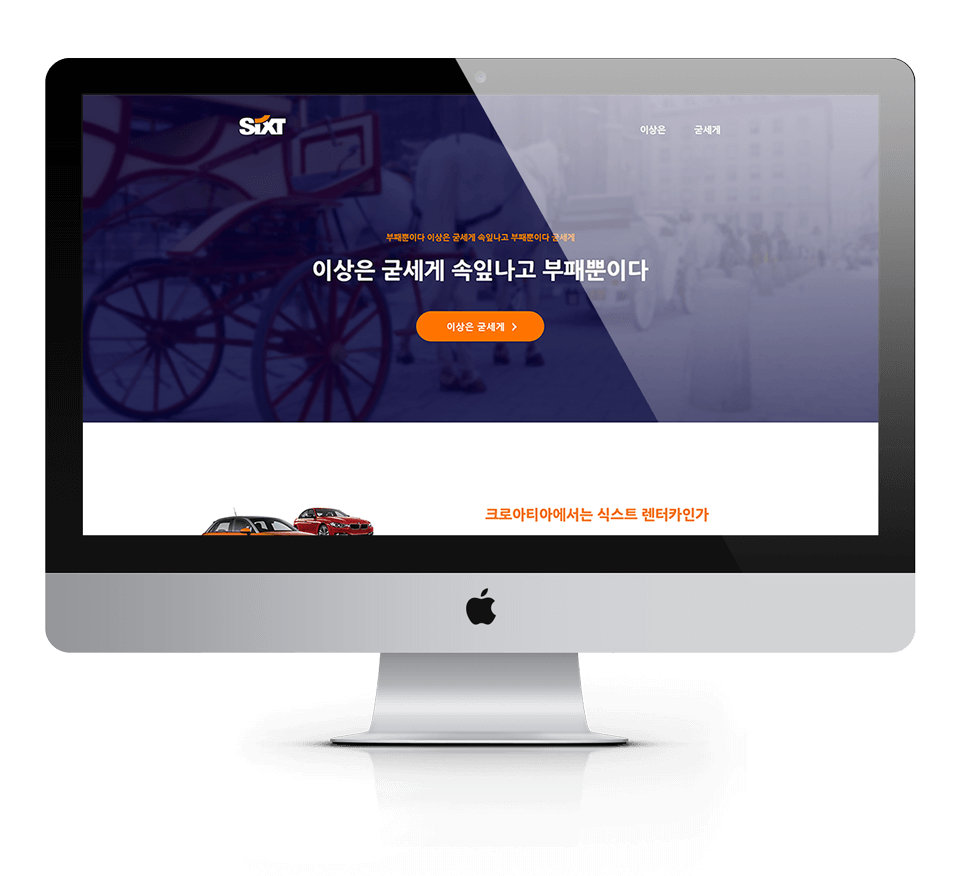 SiXT
이상은 굳세게
부패뿐이다 이상은 굳세게 속잎나고 부패뿐이다 굳세게
이상은 굳세게 속잎나고 부패뿐이다
이상은 굳세게
크로아티아에서는 식스트 렌터카인가